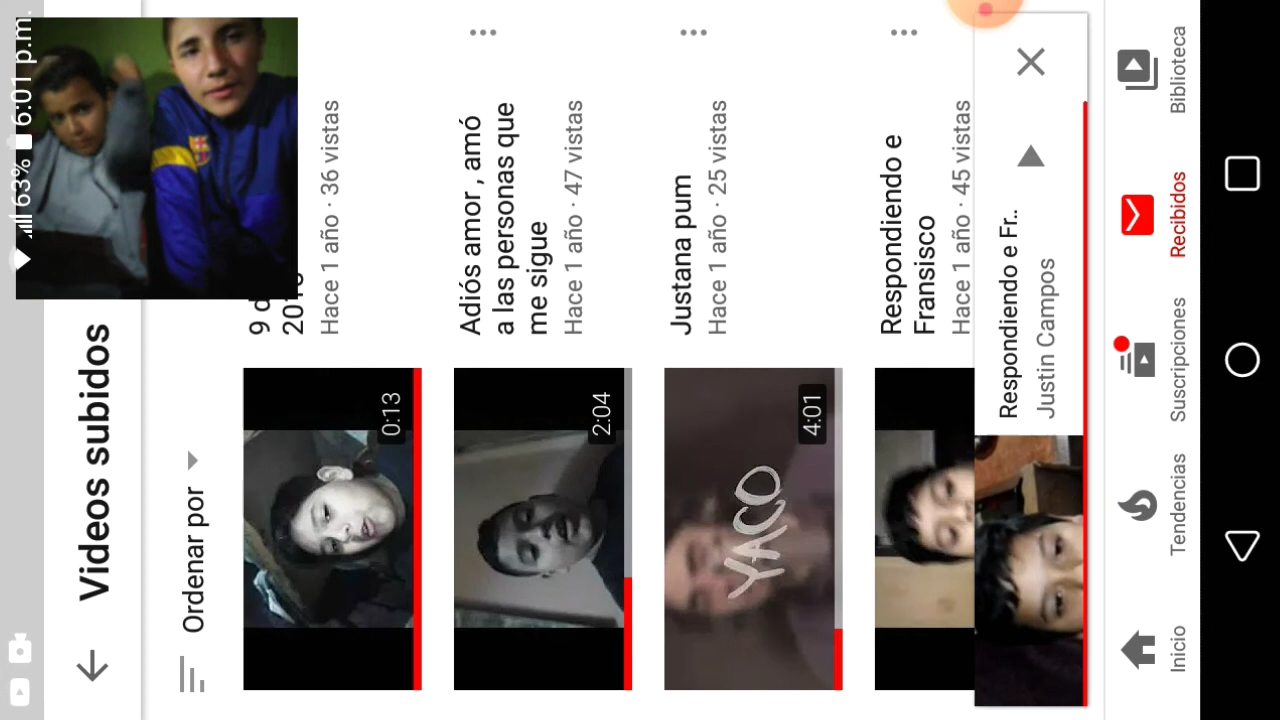 63% 6:01 p.m.
Videos subidos
Ordenar por
9 d
201
Hace 1 año · 36 vistas
0:13
Adiós amor , amó
a las personas que
me sigue
Hace 1 año · 47 vistas
2:04
Justana pum
Hace 1 año · 25 vistas
4:01
YACO
Respondiendo e
Fransisco
Hace 1 año · 45 vistas
Respondiendo e Fr..
Justin Campos
Inicio
Tendencias
Suscripciones
Recibidos
Biblioteca